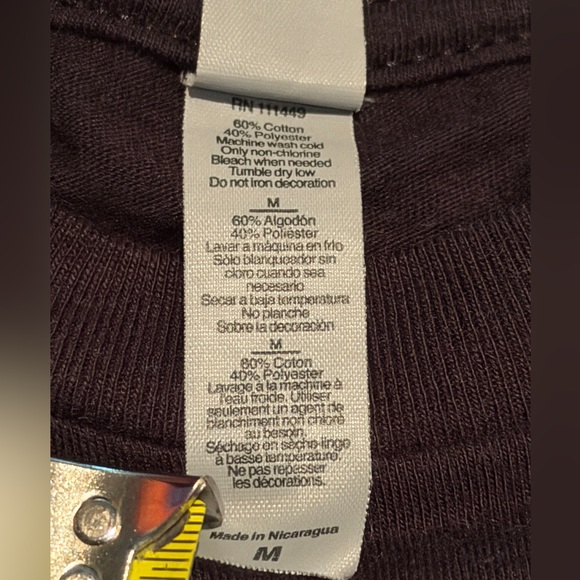 RN 111449
60% Cotton
40% Polyester
Machine wash cold
Only non-chlorine
Bleach when needed
Tumble dry low
Do not iron decoration
M
60% Algodón
40% Poliéster
Lavar a máquina en frío
Sólo blanqueador sin
cloro cuando sea
necesario
Secar a baja temperatura
No planche
Sobre la decoración
M
60% Coton
40% Polyester
Lavage à la machine à
l'eau froide. Utiliser
seulement un agent de
blanchiment non chloré
au besoin.
Séchage en sèche-linge
à basse température.
Ne pas repasser
les décorations.
Made in Nicaragua
M